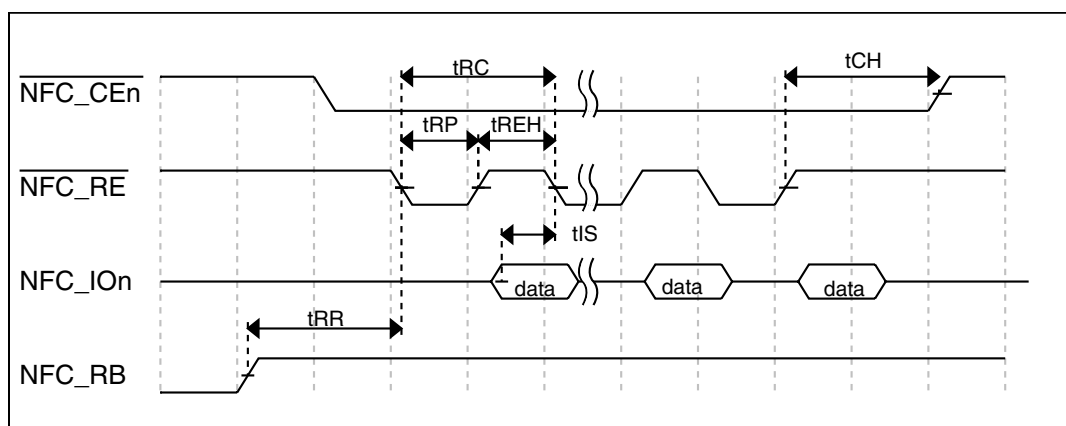 tRC
tCH
NFC_CEn
tRP
tREH
NFC_RE
tIS
NFC_IOn
data
data
data
tRR
NFC_RB